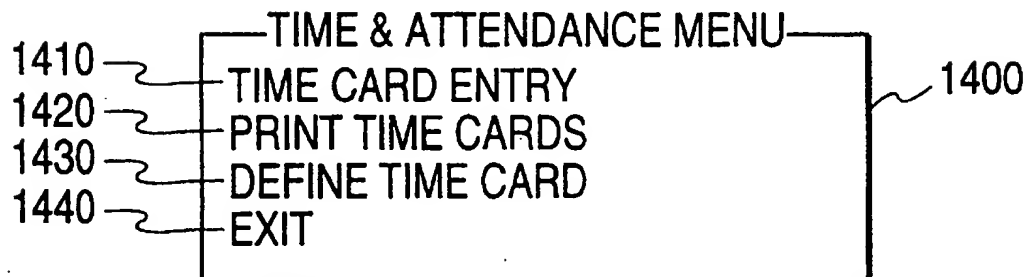 TIME & ATTENDANCE MENU
1410 TIME CARD ENTRY
1400
1420 PRINT TIME CARDS
1430 DEFINE TIME CARD
1440 EXIT